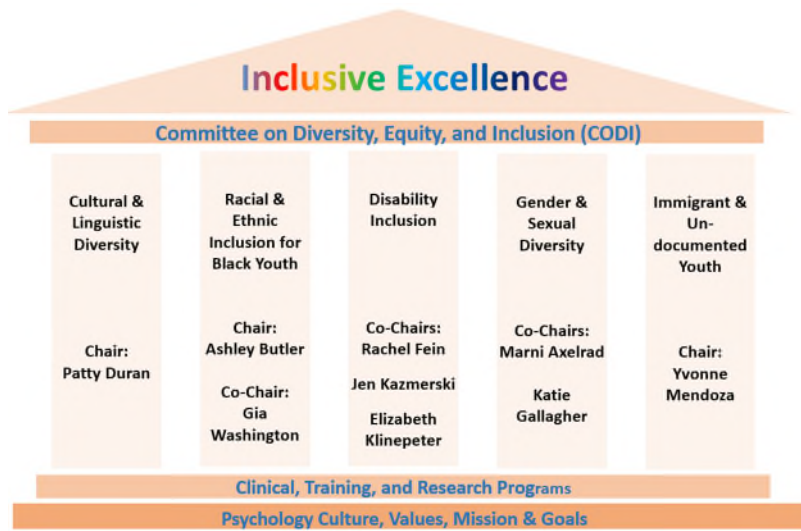 Inclusive Excellence
Committee on Diversity, Equity, and Inclusion (CODI)
Cultural &
Linguistic
Diversity
Chair:
Patty Duran
Racial &
Ethnic
Inclusion for
Black Youth
Chair:
Ashley Butler
Co-Chair:
Gia
Washington
Disability
Inclusion
Co-Chairs:
Rachel Fein
Jen Kazmerski
Elizabeth
Klinepeter
Gender &
Sexual
Diversity
Co-Chairs:
Marni Axelrad
Katie
Gallagher
Immigrant &
Un-
documented
Youth
Chair:
Yvonne
Mendoza
Clinical, Training, and Research Programs
Psychology Culture, Values, Mission & Goals